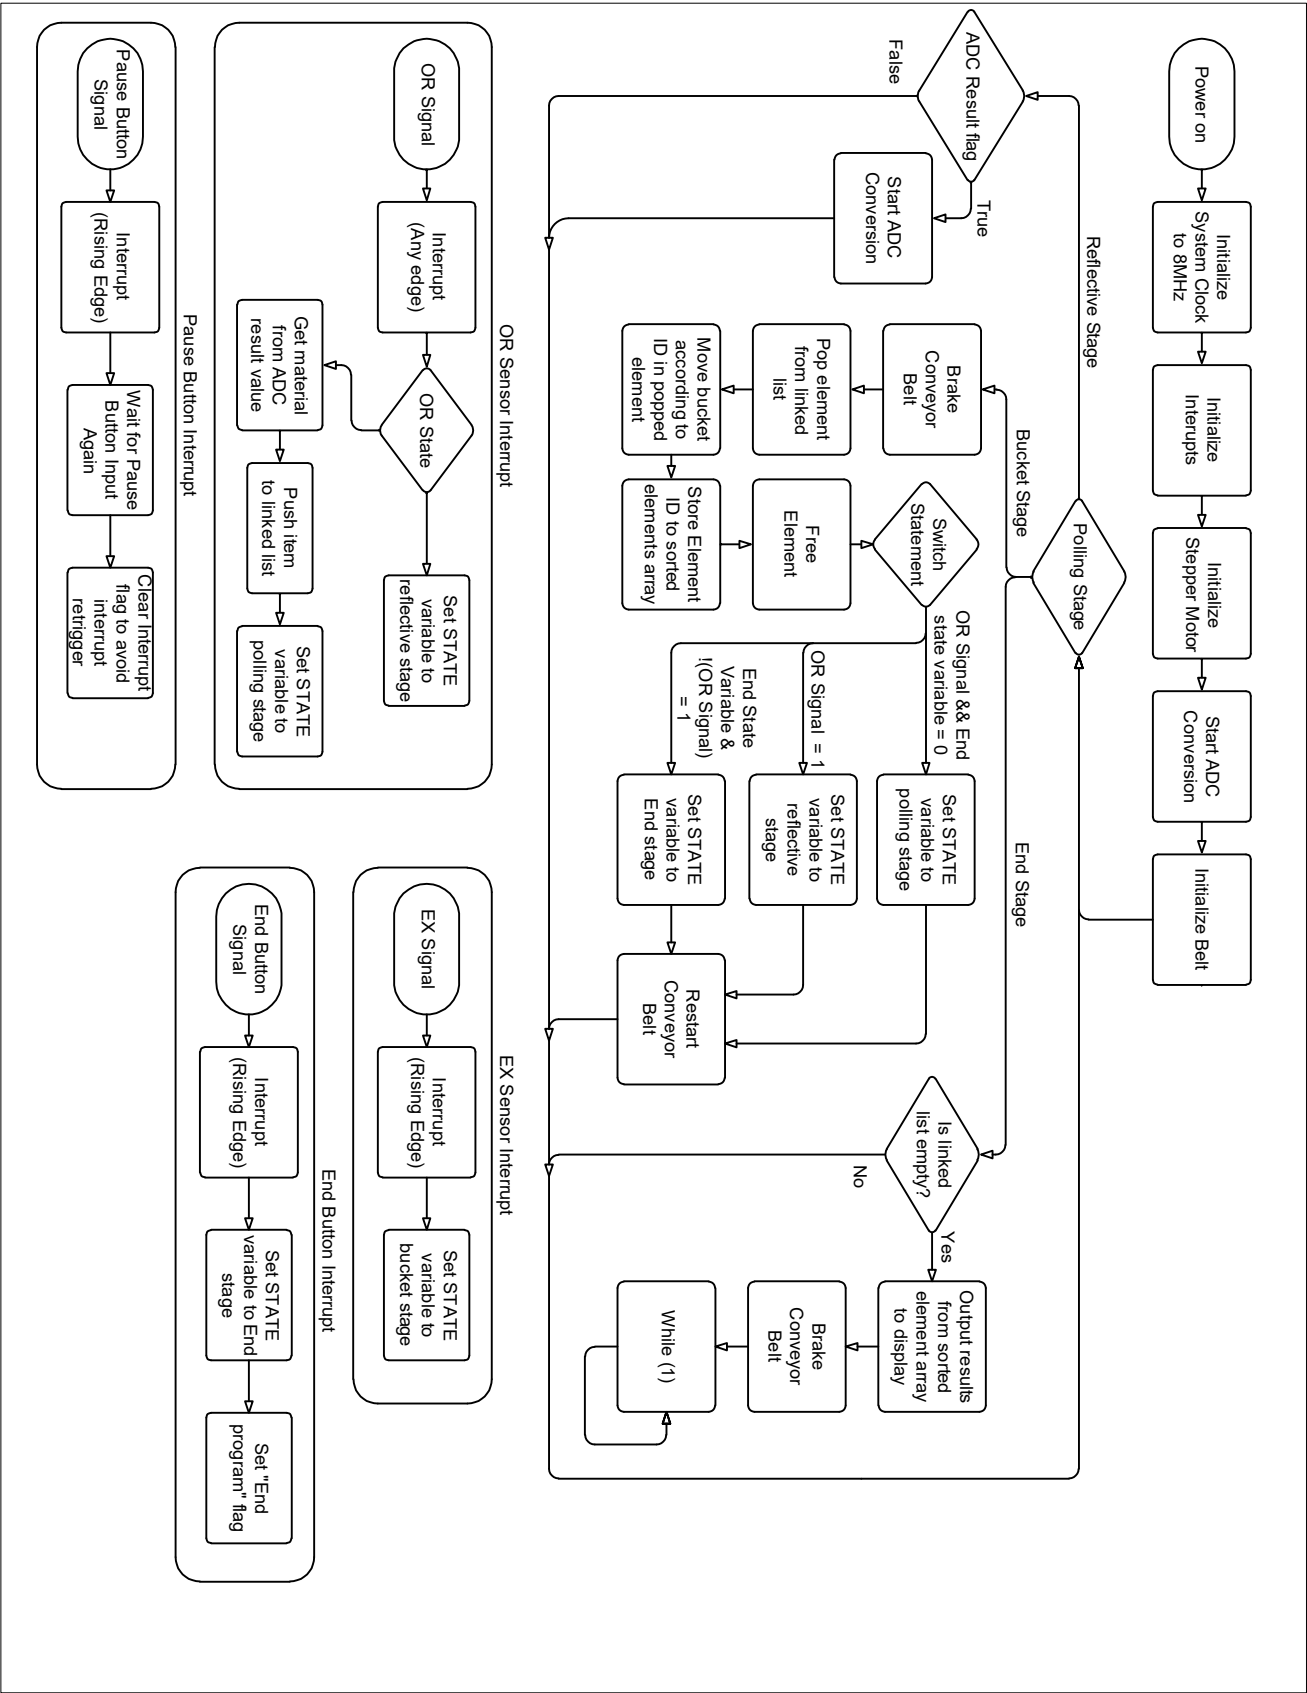 Power on
Initialize
System Clock
to 8MHz
Initialize
Interupts
Initialize
Stepper Motor
Start ADC
Conversion
Initialize Belt
Reflective Stage
Polling Stage
ADC Result flag
True
False
Start ADC
Conversion
Bucket Stage
End Stage
Brake
Conveyor
Belt
Pop element
from linked
list
Move bucket
according to
ID in popped
element
Store Element
ID to sorted
elements array
Free
Element
Switch
Statement
OR Signal && End
state variable = 0
OR Signal = 1
End State
Variable &
!(OR Signal)
= 1
Set STATE
variable to
polling stage
Set STATE
variable to
reflective
stage
Set STATE
variable to
End stage
Restart
Conveyor
Belt
Is linked
list empty?
Yes
No
Output results
from sorted
element array
to display
Brake
Conveyor
Belt
While (1)
OR Sensor Interrupt
OR Signal
Interrupt
(Any edge)
OR State
Set STATE
variable to
reflective stage
Get material
from ADC
result value
Push item
to linked list
Set STATE
variable to
polling stage
EX Sensor Interrupt
EX Signal
Interrupt
(Rising Edge)
Set STATE
variable to
bucket stage
Pause Button Interrupt
Pause Button
Signal
Interrupt
(Rising Edge)
Wait for Pause
Button Input
Again
Clear Interrupt
flag to avoid
interrupt
retrigger
End Button Interrupt
End Button
Signal
Interrupt
(Rising Edge)
Set STATE
variable to End
stage
Set "End
program" flag